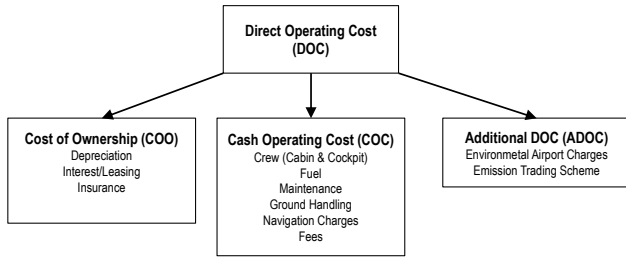 Direct Operating Cost
(DOC)
Cost of Ownership (COO)
Depreciation
Interest/Leasing
Insurance
Cash Operating Cost (COC)
Crew (Cabin & Cockpit)
Fuel
Maintenance
Ground Handling
Navigation Charges
Fees
Additional DOC (ADOC)
Environmetal Airport Charges
Emission Trading Scheme